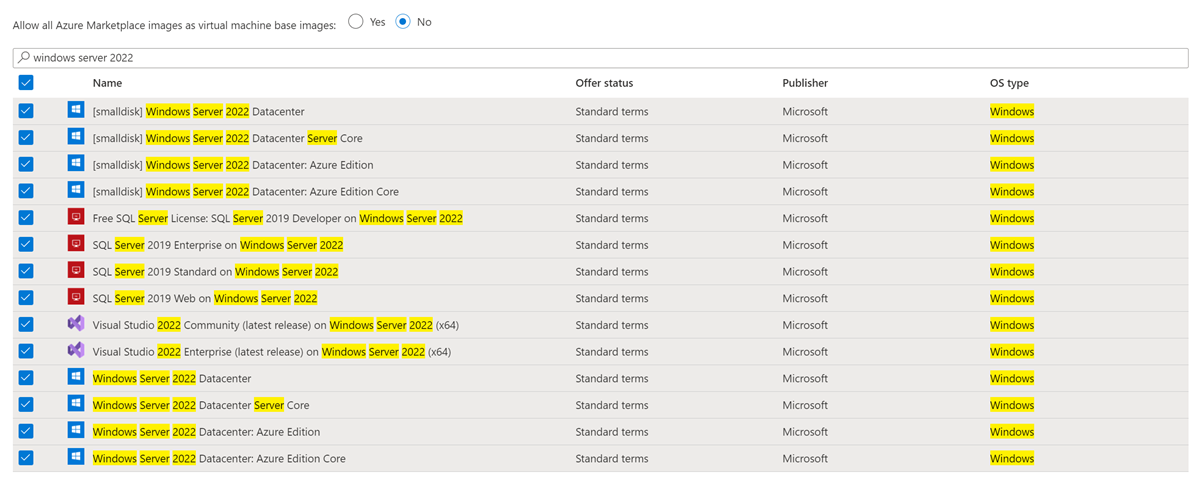 Allow all Azure Marketplace images as virtual machine base images: Yes No
windows server 2022
Name Offer status Publisher OS type
[smalldisk] Windows Server 2022 Datacenter Standard terms Microsoft Windows
[smalldisk] Windows Server 2022 Datacenter Server Core Standard terms Microsoft Windows
[smalldisk] Windows Server 2022 Datacenter: Azure Edition Standard terms Microsoft Windows
[smalldisk] Windows Server 2022 Datacenter: Azure Edition Core Standard terms Microsoft Windows
Free SQL Server License: SQL Server 2019 Developer on Windows Server 2022 Standard terms Microsoft Windows
SQL Server 2019 Enterprise on Windows Server 2022 Standard terms Microsoft Windows
SQL Server 2019 Standard on Windows Server 2022 Standard terms Microsoft Windows
SQL Server 2019 Web on Windows Server 2022 Standard terms Microsoft Windows
Visual Studio 2022 Community (latest release) on Windows Server 2022 (x64) Standard terms Microsoft Windows
Visual Studio 2022 Enterprise (latest release) on Windows Server 2022 (x64) Standard terms Microsoft Windows
Windows Server 2022 Datacenter Standard terms Microsoft Windows
Windows Server 2022 Datacenter Server Core Standard terms Microsoft Windows
Windows Server 2022 Datacenter: Azure Edition Standard terms Microsoft Windows
Windows Server 2022 Datacenter: Azure Edition Core Standard terms Microsoft Windows